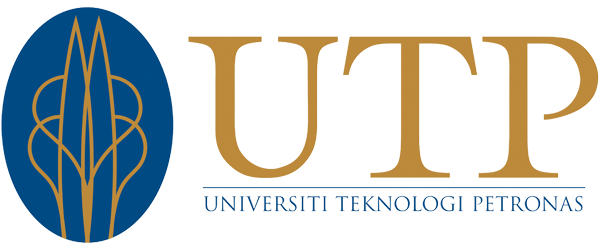 UTP
UNIVERSITI TEKNOLOGI PETRONAS